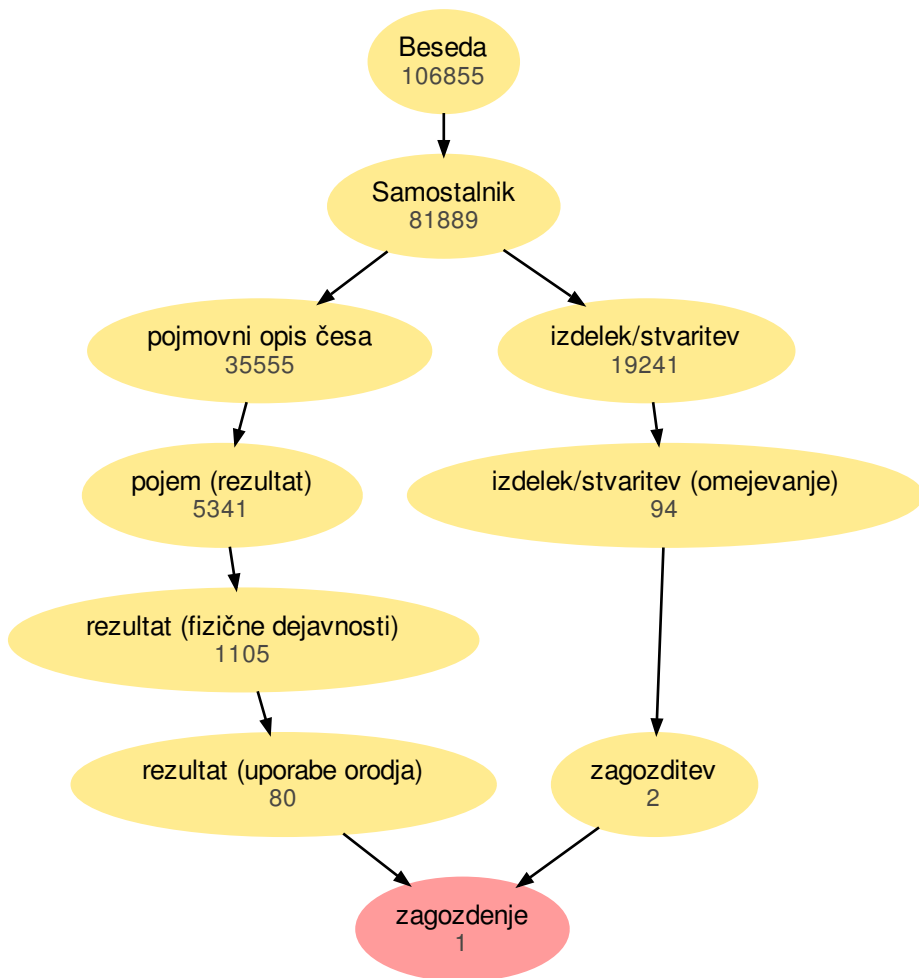 Beseda
106855
Samostalnik
81889
pojmovni opis česa
35555
izdelek/stvaritev
19241
pojem (rezultat)
5341
izdelek/stvaritev (omejevanje)
94
rezultat (fizične dejavnosti)
1105
rezultat (uporabe orodja)
80
zagozditev
2
zagozdenje
1